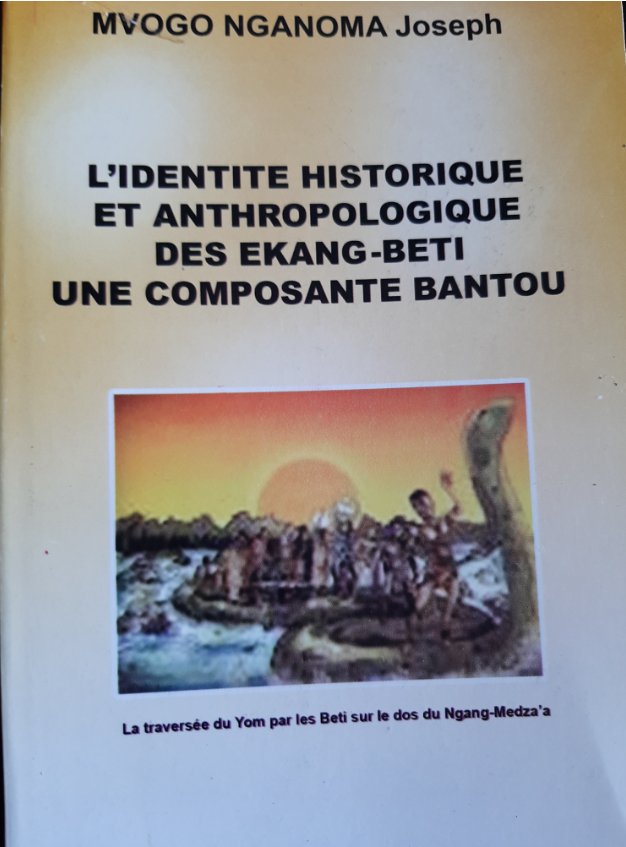 MVOGO NGANOMA Joseph
L'IDENTITE HISTORIQUE
ET ANTHROPOLOGIQUE
DES EKANG-BETI
UNE COMPOSANTE BANTOU
La traversée du Yom par les Beti sur le dos du Ngang-Medza'a